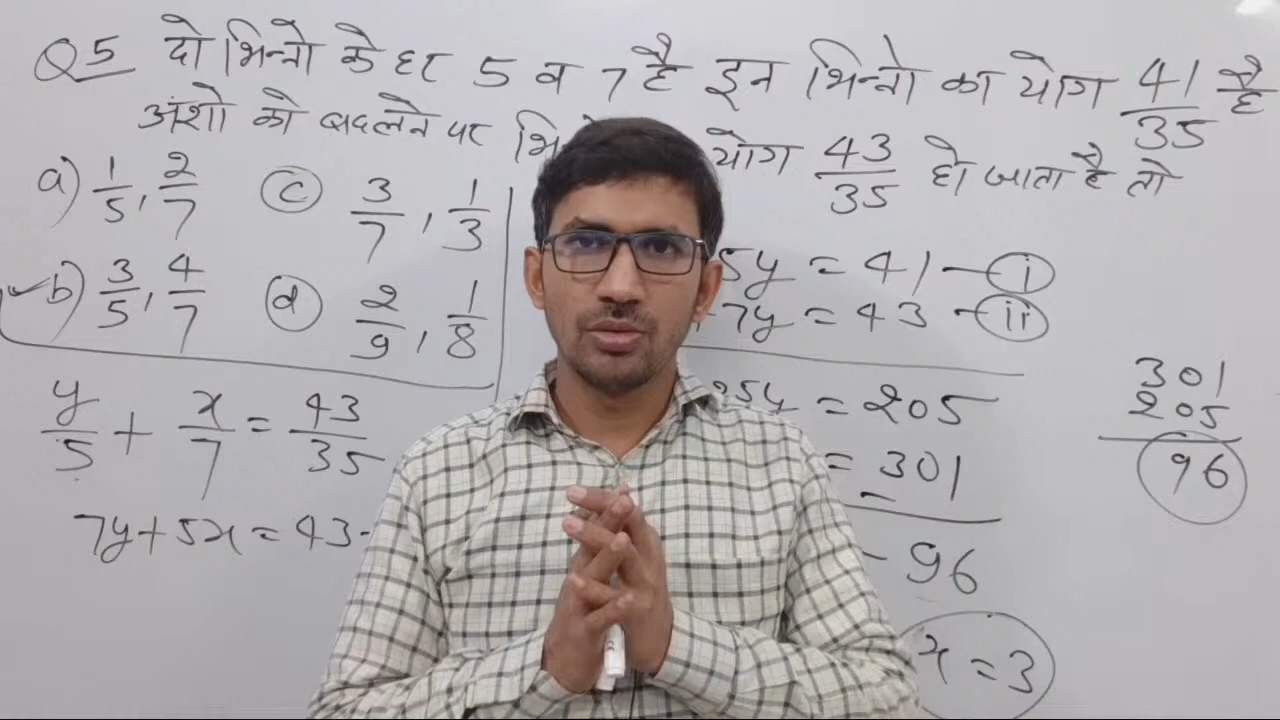 Q5 दो भिन्नो के हर 5 व 7 है इन भिन्नो का योग 41/35 है
अंशो को बदलने पर योग 43/35 हो जाता है तो
a) 1/5, 2/7
c) 3/7, 1/3
b) 3/5, 4/7
d) 2/9, 1/8
y/5 + x/7 = 43/35
7y+5x = 43
5y = 41 — i
7y = 43 — ii
25y = 205
= 301
- 96
x = 3
301
205
96